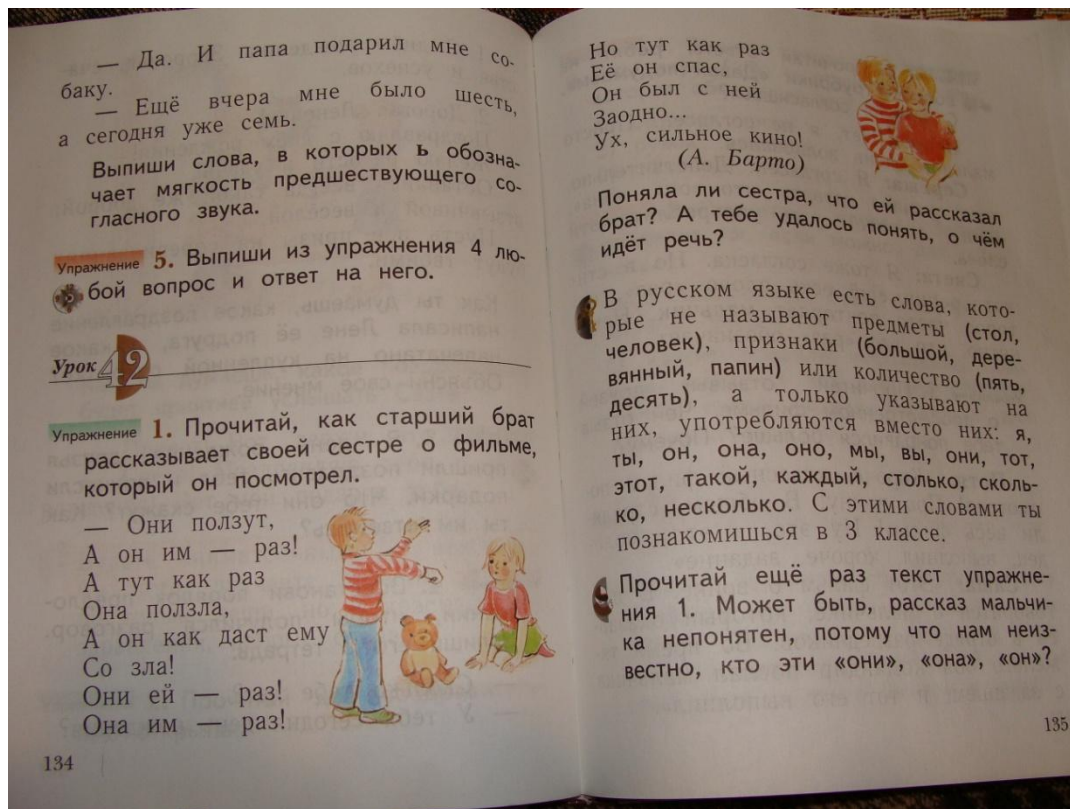 — Да. И папа подарил мне со-
баку.
— Ещё вчера мне было шесть,
а сегодня уже семь.
Выпиши слова, в которых ь обозна-
чает мягкость предшествующего со-
гласного звука.
Упражнение 5. Выпиши из упражнения 4 лю-
бой вопрос и ответ на него.
Урок 42
Упражнение 1. Прочитай, как старший брат
рассказывает своей сестре о фильме,
который он посмотрел.
— Они ползут,
А он им — раз!
А тут как раз
Она ползла,
А он как даст ему
Со зла!
Они ей — раз!
Она им — раз!
134
Но тут как раз
Её он спас,
Он был с ней
Заодно...
Ух, сильное кино!
(А. Барто)
Поняла ли сестра, что ей рассказал
брат? А тебе удалось понять, о чём
идёт речь?
В русском языке есть слова, кото-
рые не называют предметы (стол,
человек), признаки (большой, дере-
вянный, папин) или количество (пять,
десять), а только указывают на
них, употребляются вместо них: я,
ты, он, она, оно, мы, вы, они, тот,
этот, такой, каждый, столько, сколь-
ко, несколько. С этими словами ты
познакомишься в 3 классе.
Прочитай ещё раз текст упражне-
ния 1. Может быть, рассказ мальчи-
ка непонятен, потому что нам неиз-
вестно, кто эти «они», «она», «он»?
135